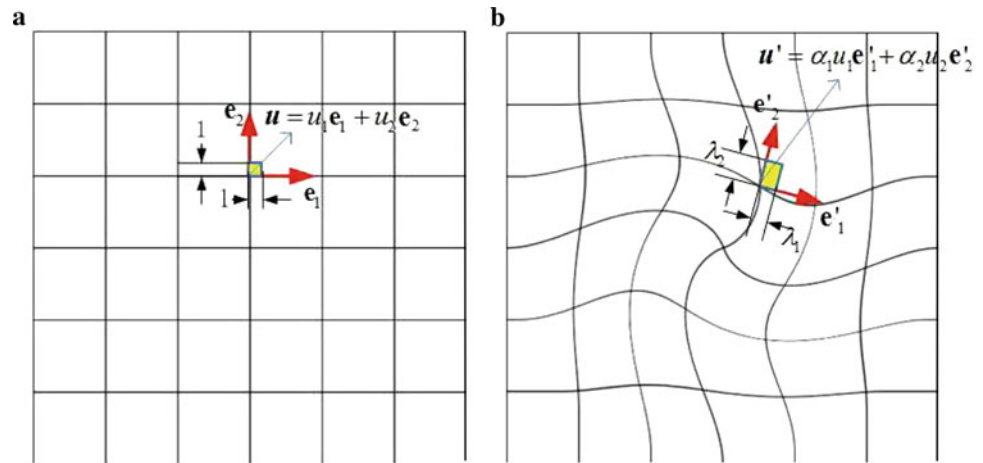 a
e₂
u = u₁e₁ + u₂e₂
1
1
e₁
b
u' = α₁u₁e'₁ + α₂u₂e'₂
e'₂
λ₂
e'₁
λ₁